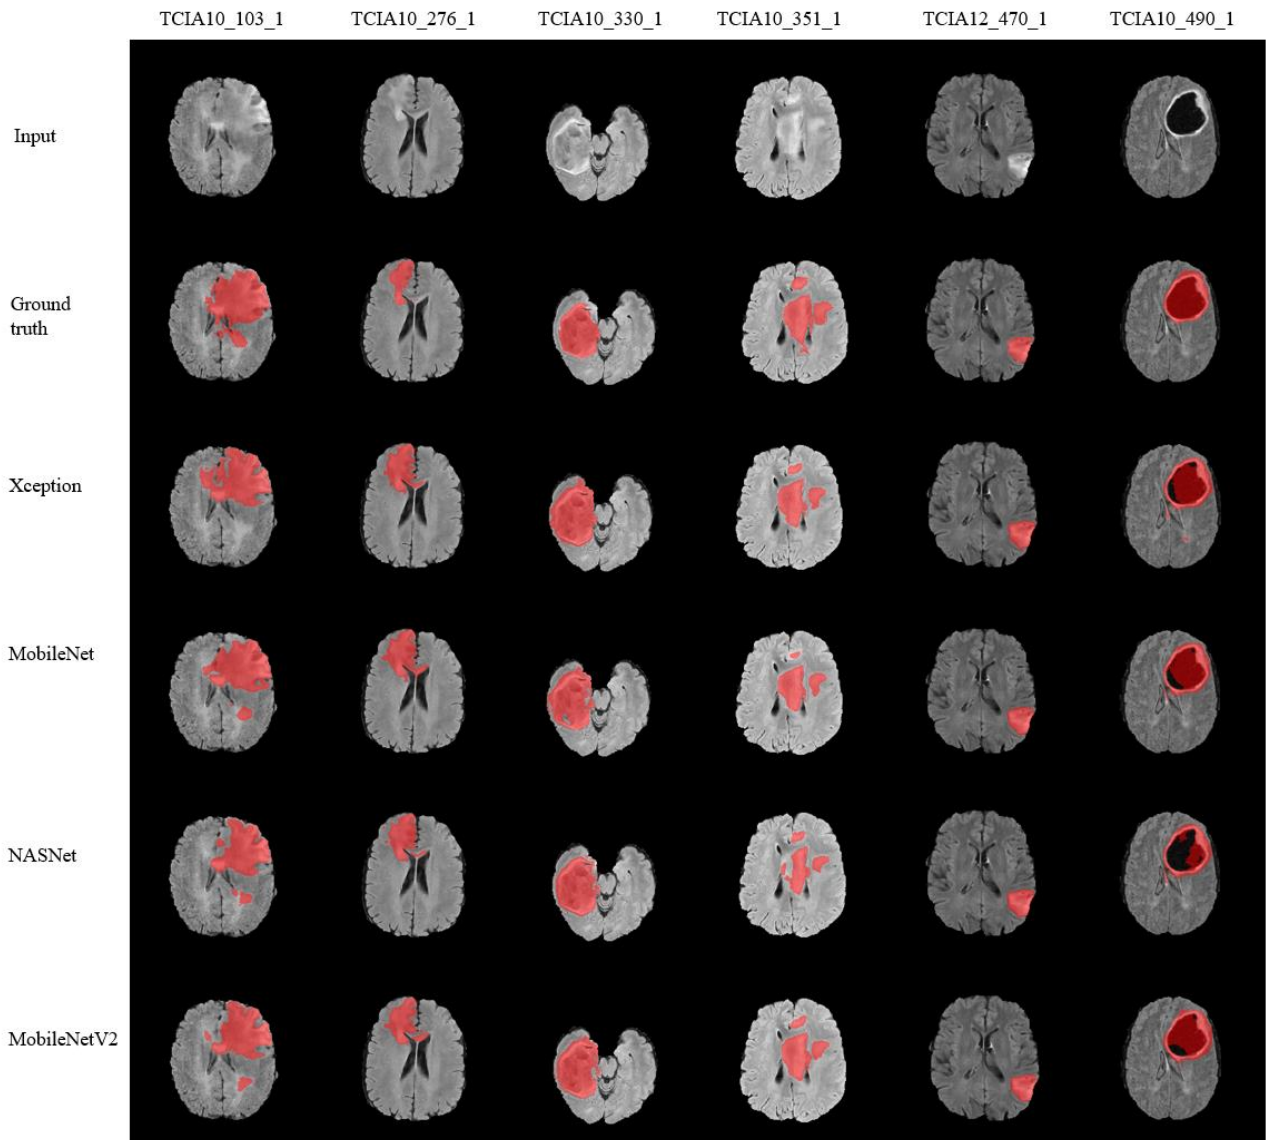 TCIA10_103_1 TCIA10_276_1 TCIA10_330_1 TCIA10_351_1 TCIA12_470_1 TCIA10_490_1
Input
Ground
truth
Xception
MobileNet
NASNet
MobileNetV2